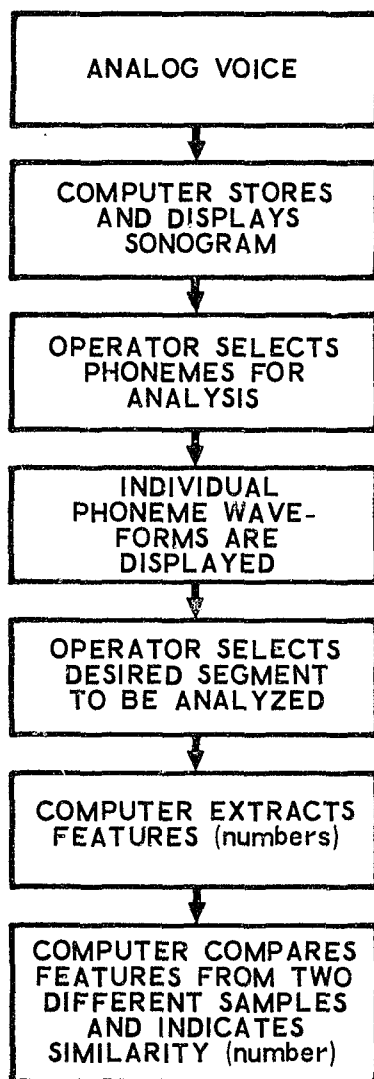 ANALOG VOICE
COMPUTER STORES
AND DISPLAYS
SONOGRAM
OPERATOR SELECTS
PHONEMES FOR
ANALYSIS
INDIVIDUAL
PHONEME WAVE-
FORMS ARE
DISPLAYED
OPERATOR SELECTS
DESIRED SEGMENT
TO BE ANALYZED
COMPUTER EXTRACTS
FEATURES (numbers)
COMPUTER COMPARES
FEATURES FROM TWO
DIFFERENT SAMPLES
AND INDICATES
SIMILARITY (number)